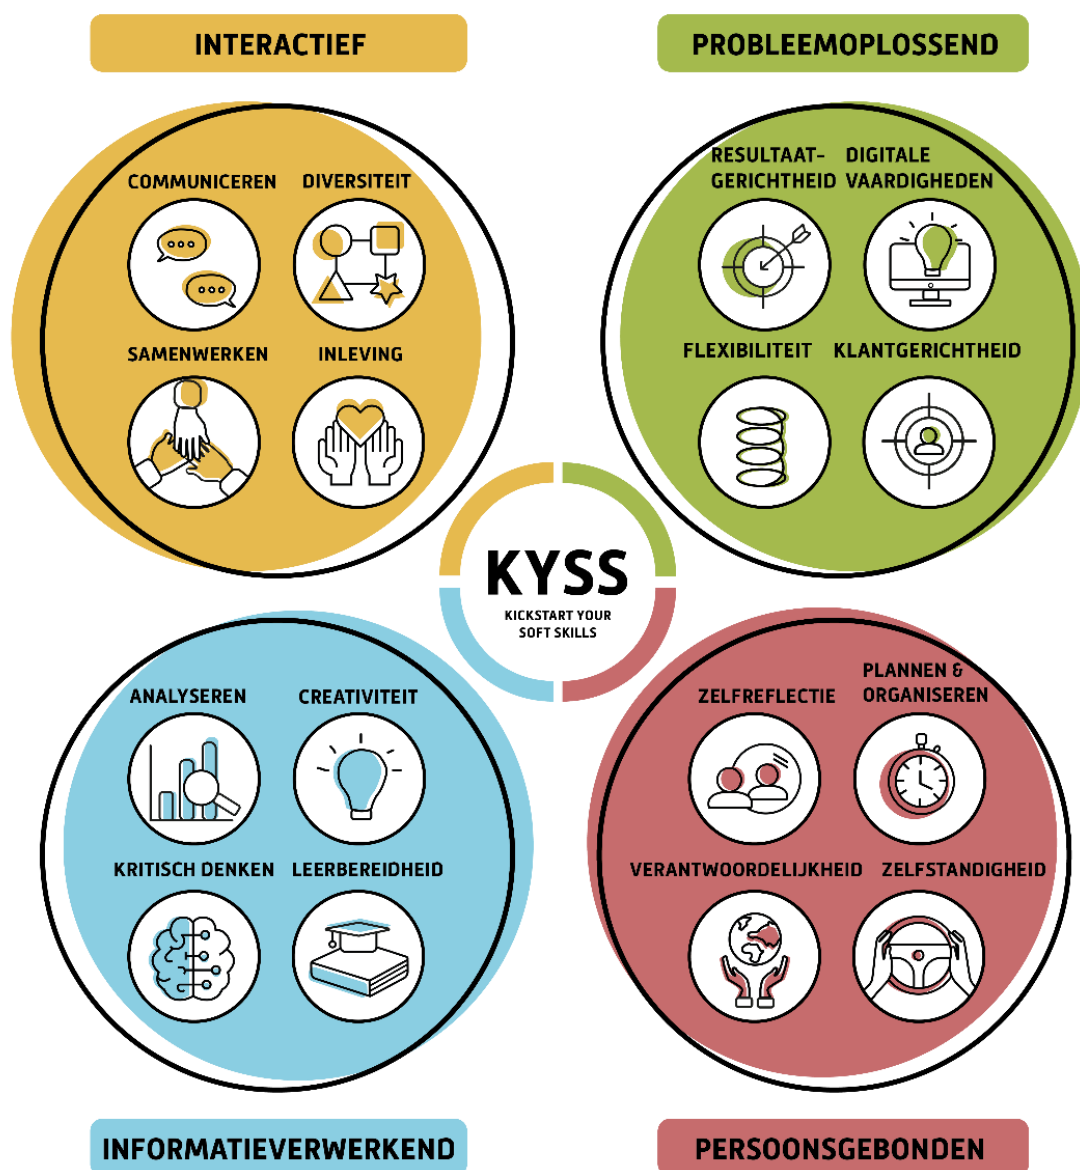 INTERACTIEF
COMMUNICEREN
DIVERSITEIT
SAMENWERKEN
INLEVING
PROBLEEMOPLOSSEND
RESULTAAT-
GERICHTHEID
DIGITALE
VAARDIGHEDEN
FLEXIBILITEIT
KLANTGERICHTHEID
KYSS
KICKSTART YOUR
SOFT SKILLS
ANALYSEREN
CREATIVITEIT
KRITISCH DENKEN
LEERBEREIDHEID
INFORMATIEVERWERKEND
ZELFREFLECTIE
PLANNEN &
ORGANISEREN
VERANTWOORDELIJKHEID
ZELFSTANDIGHEID
PERSOONSGEBONDEN